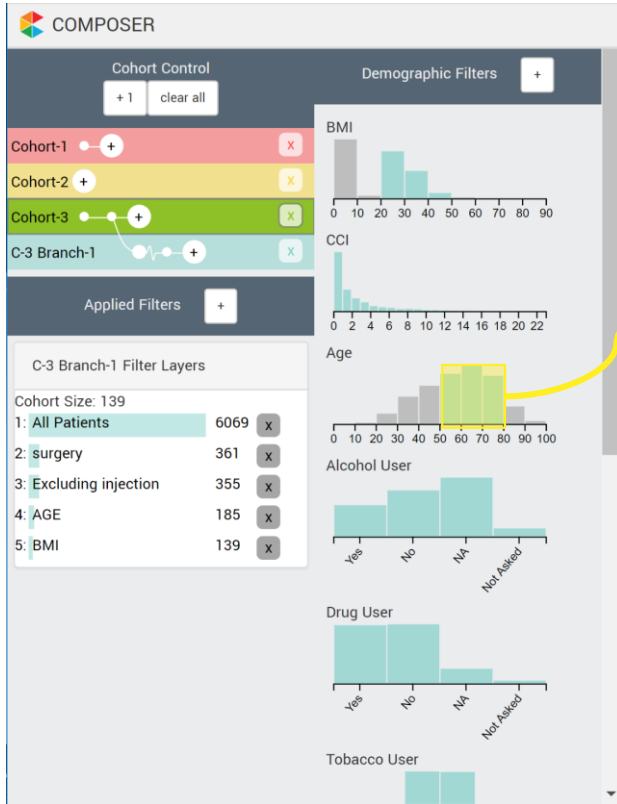 COMPOSER
Cohort Control
+ 1 clear all
Cohort-1 + X
Cohort-2 + X
Cohort-3 + X
C-3 Branch-1 + X
Applied Filters +
C-3 Branch-1 Filter Layers
Cohort Size: 139
1: All Patients 6069 x
2: surgery 361 x
3: Excluding injection 355 x
4: AGE 185 x
5: BMI 139 x
Demographic Filters +
BMI
0 10 20 30 40 50 60 70 80 90
CCI
0 2 4 6 8 10 12 14 16 18 20 22
Age
0 10 20 30 40 50 60 70 80 90 100
Alcohol User
Yes No NA Not Asked
Drug User
Yes No NA Not Asked
Tobacco User